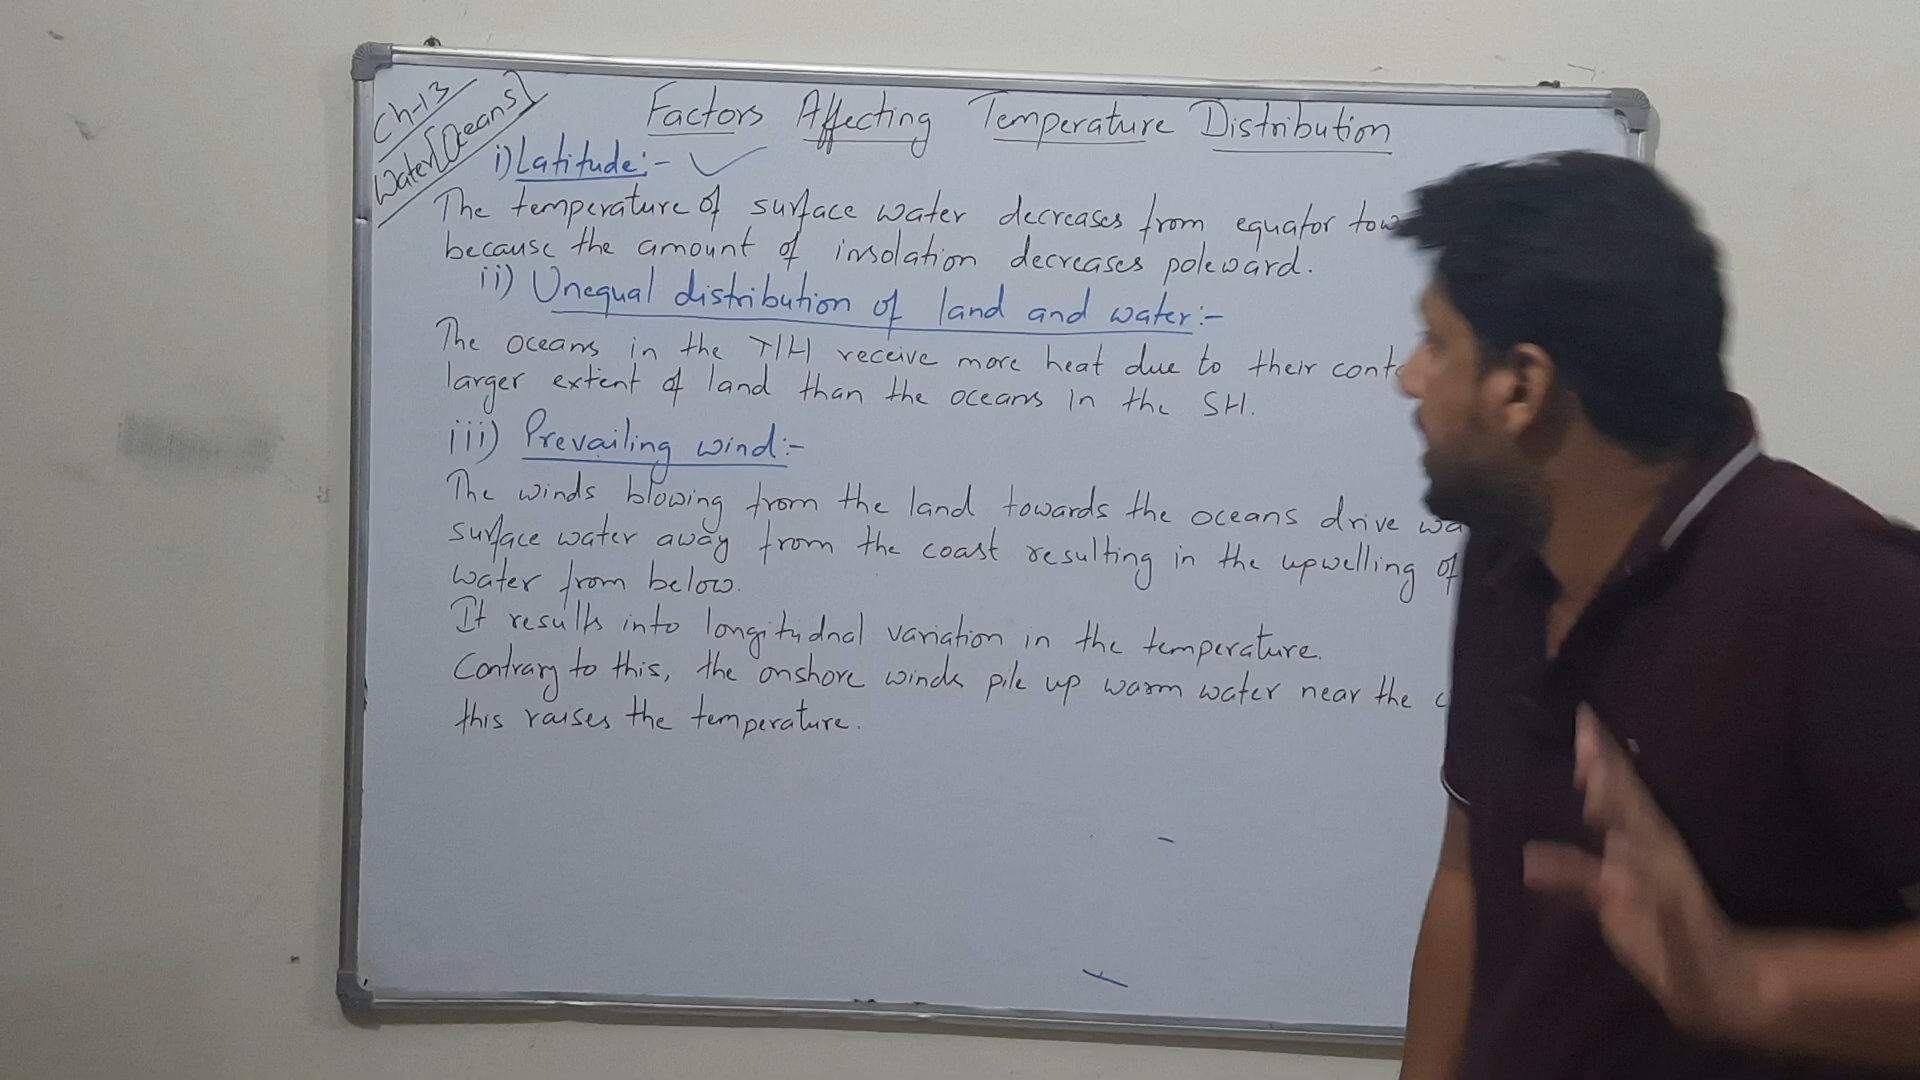 Ch-13
Water[Oceans]
Factors Affecting Temperature Distribution
i) Latitude:-
The temperature of surface water decreases from equator tow
because the amount of insolation decreases poleward.
ii) Unequal distribution of land and water:-
The oceans in the receive more heat due to their conta
larger extent of land than the oceans in the SH.
iii) Prevailing wind:-
The winds blowing from the land towards the oceans drive wa
surface water away from the coast resulting in the upwelling of
water from below.
It results into longitudnal variation in the temperature.
Contrary to this, the onshore winds pile up warm water near the c
this raises the temperature.